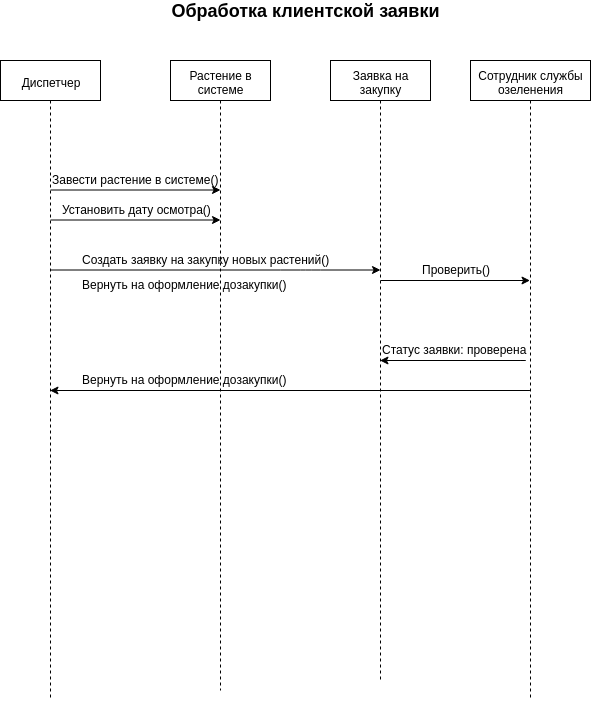 Обработка клиентской заявки
Диспетчер
Растение в
системе
Заявка на
закупку
Сотрудник службы
озеленения
Завести растение в системе()
Установить дату осмотра()
Создать заявку на закупку новых растений()
Проверить()
Вернуть на оформление дозакупки()
Статус заявки: проверена
Вернуть на оформление дозакупки()